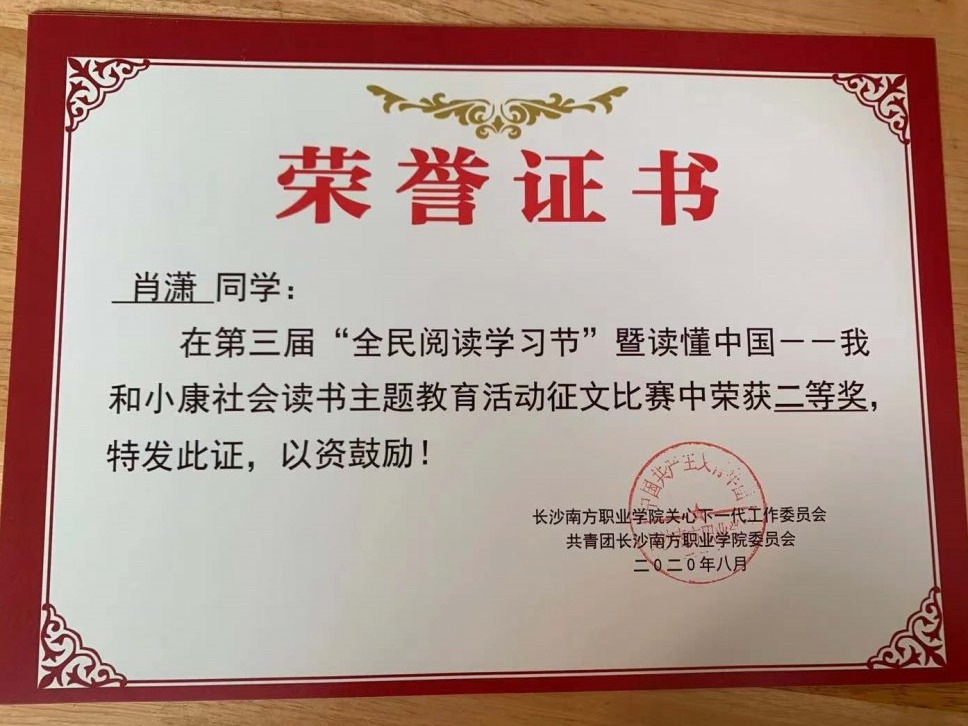 荣誉证书
肖潇 同学：
在第三届“全民阅读学习节”暨读懂中国——我
和小康社会读书主题教育活动征文比赛中荣获二等奖，
特发此证，以资鼓励！
长沙南方职业学院关心下一代工作委员会
共青团长沙南方职业学院委员会
二0二0年八月